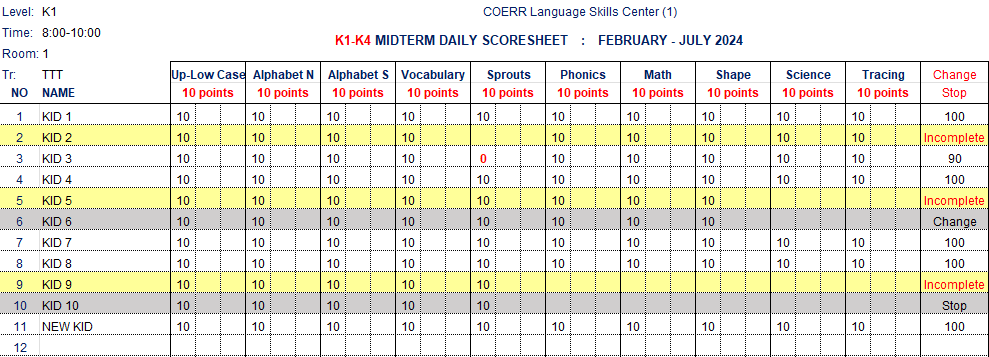 Level: K1 COERR Language Skills Center (1)
Time: 8:00-10:00
K1-K4 MIDTERM DAILY SCORESHEET : FEBRUARY - JULY 2024
Room: 1
Tr: TTT Up-Low Case Alphabet N Alphabet S Vocabulary Sprouts Phonics Math Shape Science Tracing Change
NO NAME 10 points 10 points 10 points 10 points 10 points 10 points 10 points 10 points 10 points 10 points Stop
1 KID 1 10 10 10 10 10 10 10 10 10 10 100
2 KID 2 10 10 10 10 10 10 10 10 10 Incomplete
3 KID 3 10 10 10 10 0 10 10 10 10 10 90
4 KID 4 10 10 10 10 10 10 10 10 10 10 100
5 KID 5 10 10 10 10 10 10 10 10 Incomplete
6 KID 6 10 10 10 10 10 10 10 10 Change
7 KID 7 10 10 10 10 10 10 10 10 10 10 100
8 KID 8 10 10 10 10 10 10 10 10 10 10 100
9 KID 9 10 10 10 10 10 Incomplete
10 KID 10 10 10 10 10 10 Stop
11 NEW KID 10 10 10 10 10 10 10 10 10 10 100
12